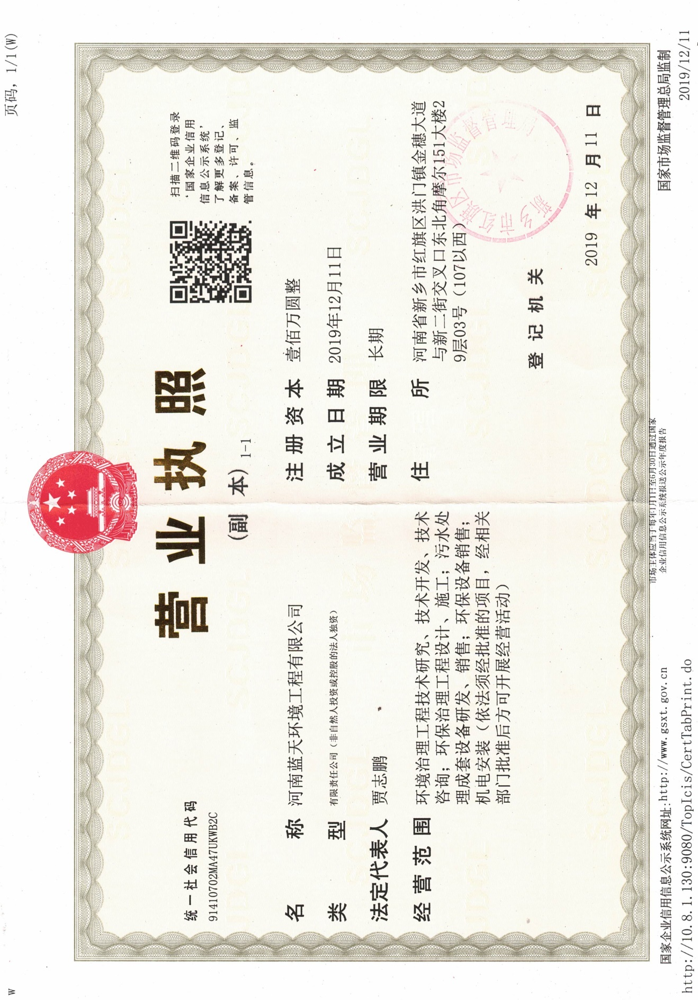 w
页码，1/1(W)
营业执照
(副 本) 1-1
统一社会信用代码
91410702MA47UKWB2C
扫描二维码登录
‘国家企业信用
信息公示系统’
了解更多登记、
备案、许可、监
管信息。
名 称 河南蓝天环境工程有限公司
类 型 有限责任公司（非自然人投资或控股的法人独资）
法定代表人 贾志鹏
经营范围 环境治理工程技术研究、技术开发、技术
咨询；环保治理工程设计、施工；污水处
理成套设备研发、销售；环保设备销售；
机电安装（依法须经批准的项目，经相关
部门批准后方可开展经营活动）
注册资本 壹佰万圆整
成立日期 2019年12月11日
营业期限 长期
住 所 河南省新乡市红旗区洪门镇金穗大道
与新二街交叉口东北角摩尔151大楼2
9层03号（107以西）
登记机关
新乡市红旗区市场监督管理局
2019 年 12 月 11 日
国家企业信用信息公示系统网址:http://www.gsxt.gov.cn
市场主体应当于每年1月1日至6月30日通过国家
企业信用信息公示系统报送公示年度报告
国家市场监督管理总局监制
http://10.8.1.130:9080/TopIcis/CertTabPrint.do
2019/12/11